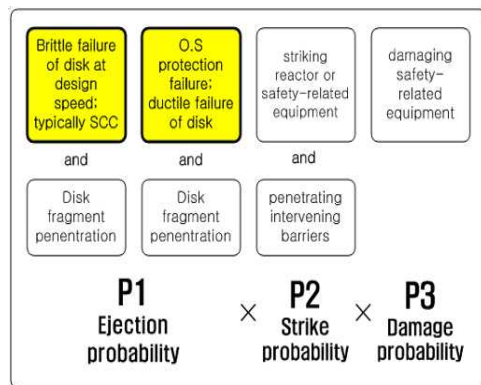 Brittle failure
of disk at
design
speed;
typically SCC
O.S
protection
failure;
ductile failure
of disk
striking
reactor or
safety-related
equipment
damaging
safety-
related
equipment
and
and
and
Disk
fragment
penentration
Disk
fragment
penentration
penetrating
intervening
barriers
P1
Ejection
probability
×
P2
Strike
probability
×
P3
Damage
probability